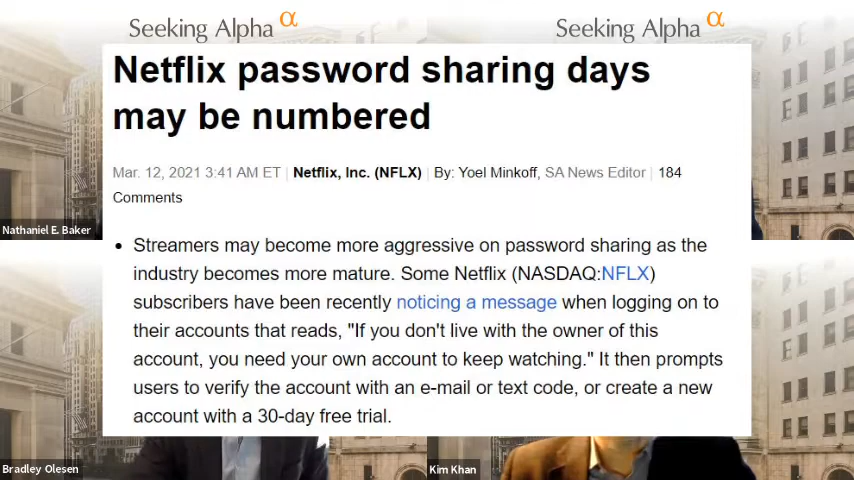 Seeking Alpha α
Seeking Alpha α
Netflix password sharing days
may be numbered
Mar. 12, 2021 3:41 AM ET | Netflix, Inc. (NFLX) | By: Yoel Minkoff, SA News Editor | 184
Comments
Nathaniel E. Baker
• Streamers may become more aggressive on password sharing as the
industry becomes more mature. Some Netflix (NASDAQ:NFLX)
subscribers have been recently noticing a message when logging on to
their accounts that reads, "If you don't live with the owner of this
account, you need your own account to keep watching." It then prompts
users to verify the account with an e-mail or text code, or create a new
account with a 30-day free trial.
Bradley Olesen
Kim Khan